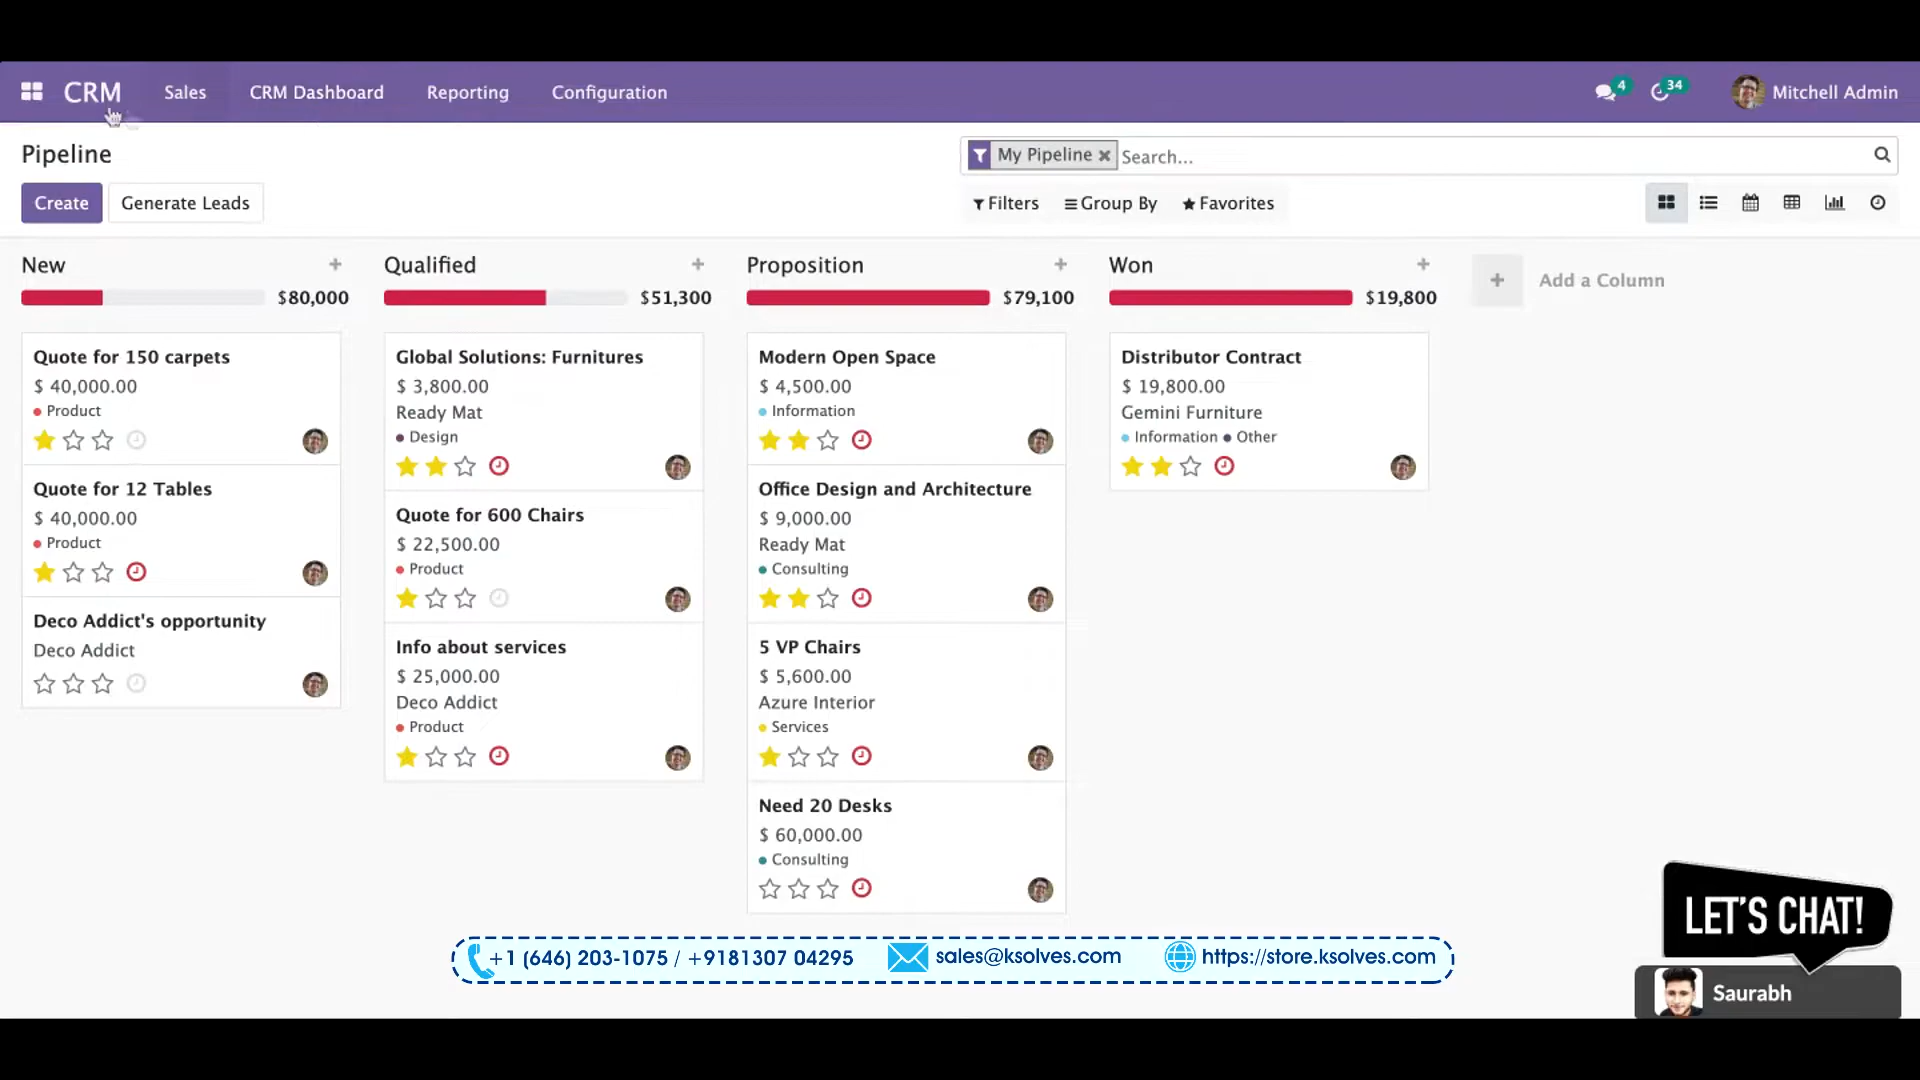 CRM Sales CRM Dashboard Reporting Configuration 4 34 Mitchell Admin
Pipeline
My Pipeline Search...
Create Generate Leads
Filters Group By Favorites
New
$80,000
Quote for 150 carpets
$ 40,000.00
Product
Quote for 12 Tables
$ 40,000.00
Product
Deco Addict's opportunity
Deco Addict
Qualified
$51,300
Global Solutions: Furnitures
$ 3,800.00
Ready Mat
Design
Quote for 600 Chairs
$ 22,500.00
Product
Info about services
$ 25,000.00
Deco Addict
Product
Proposition
$79,100
Modern Open Space
$ 4,500.00
Information
Office Design and Architecture
$ 9,000.00
Ready Mat
Consulting
5 VP Chairs
$ 5,600.00
Azure Interior
Services
Need 20 Desks
$ 60,000.00
Consulting
Won
$19,800
Distributor Contract
$ 19,800.00
Gemini Furniture
Information Other
Add a Column
LET'S CHAT!
Saurabh
+1 (646) 203-1075 / +9181307 04295 sales@ksolves.com https://store.ksolves.com